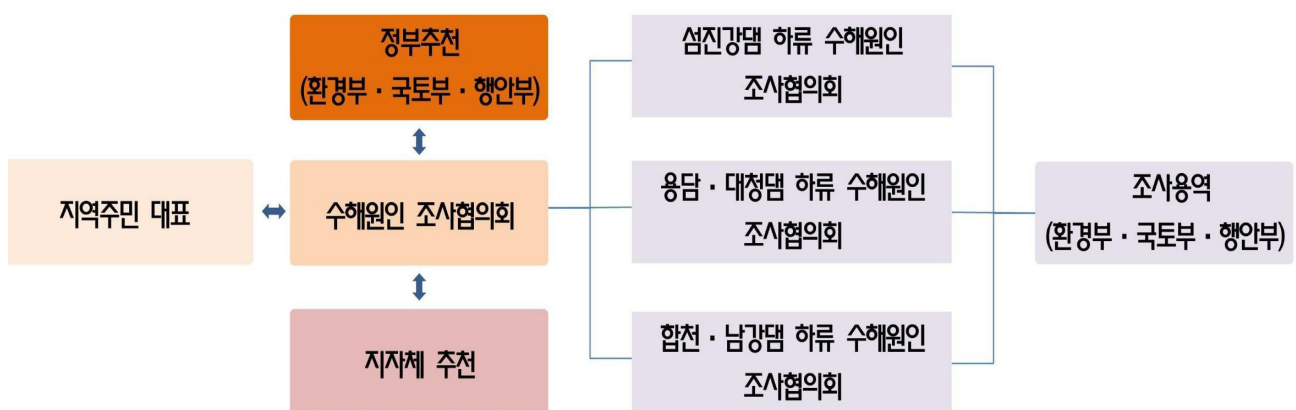 정부추천
(환경부 · 국토부 · 행안부)
지역주민 대표
수해원인 조사협의회
지자체 추천
섬진강댐 하류 수해원인
조사협의회
용담 · 대청댐 하류 수해원인
조사협의회
합천 · 남강댐 하류 수해원인
조사협의회
조사용역
(환경부 · 국토부 · 행안부)